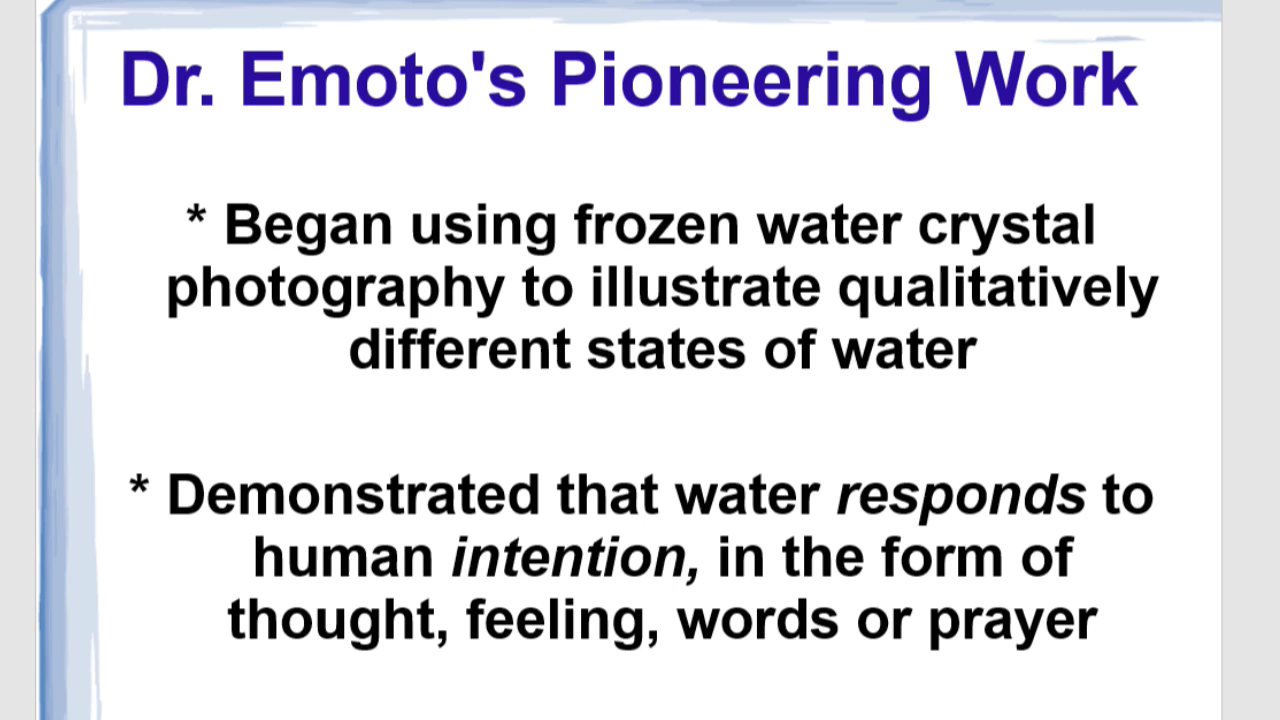 Dr. Emoto's Pioneering Work
* Began using frozen water crystal
photography to illustrate qualitatively
different states of water
* Demonstrated that water responds to
human intention, in the form of
thought, feeling, words or prayer